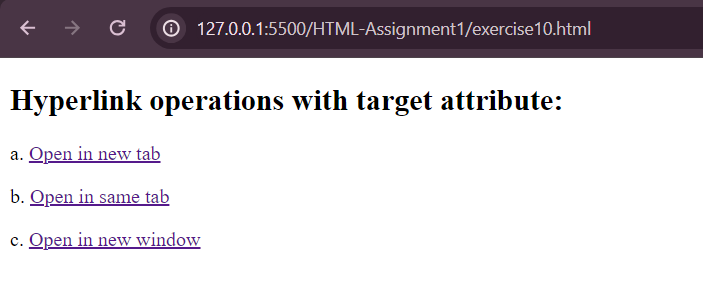 127.0.0.1:5500/HTML-Assignment1/exercise10.html
Hyperlink operations with target attribute:
a. Open in new tab
b. Open in same tab
c. Open in new window